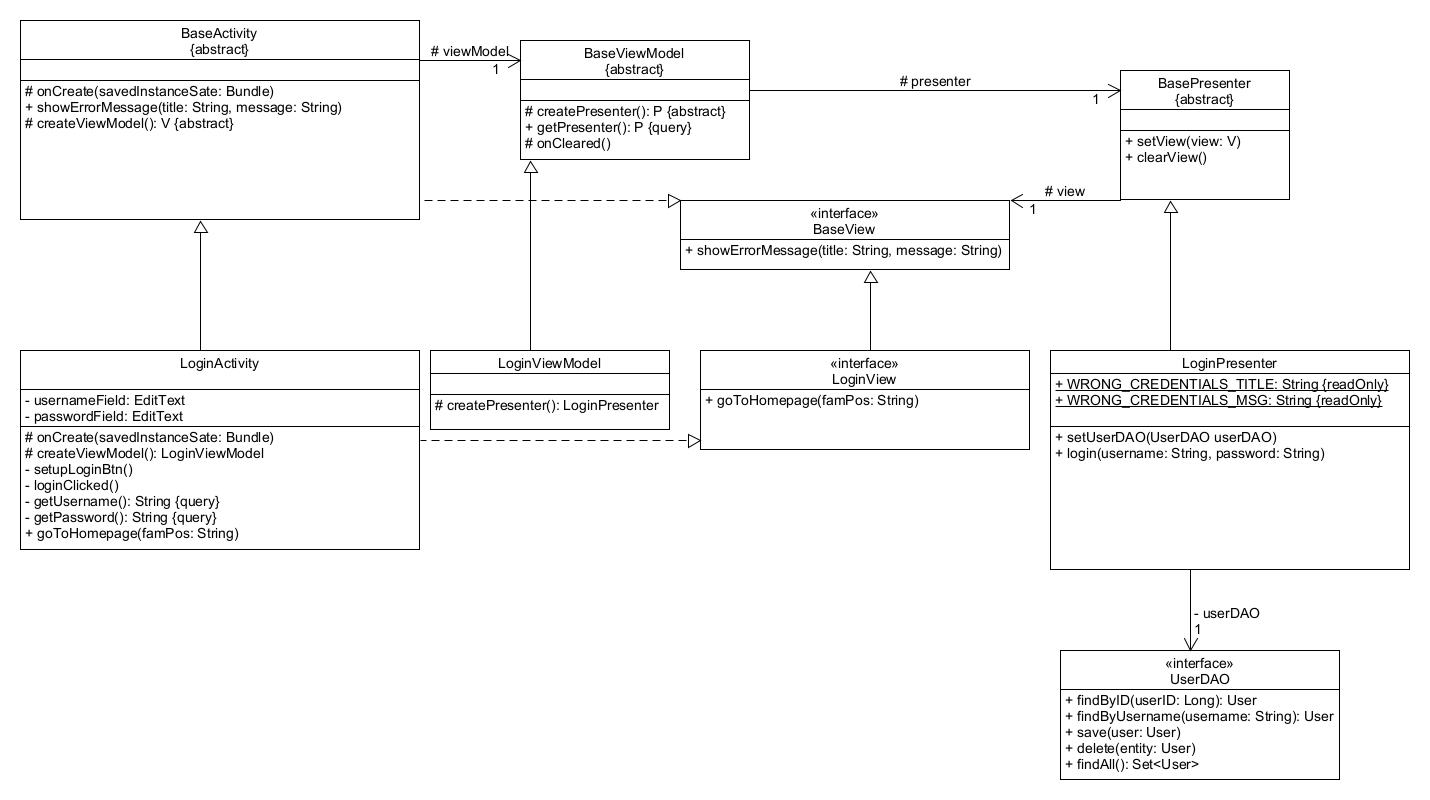 BaseActivity
{abstract}
# onCreate(savedInstanceSate: Bundle)
+ showErrorMessage(title: String, message: String)
# createViewModel(): V {abstract}
# viewModel
1
BaseViewModel
{abstract}
# createPresenter(): P {abstract}
+ getPresenter(): P {query}
# onCleared()
# presenter
1
BasePresenter
{abstract}
+ setView(view: V)
+ clearView()
# view
1
«interface»
BaseView
+ showErrorMessage(title: String, message: String)
LoginActivity
- usernameField: EditText
- passwordField: EditText
# onCreate(savedInstanceSate: Bundle)
# createViewModel: LoginViewModel
- setupLoginBtn()
- loginClicked()
- getUsername(): String {query}
- getPassword(): String {query}
+ goToHomepage(famPos: String)
LoginViewModel
# createPresenter(): LoginPresenter
«interface»
LoginView
+ goToHomepage(famPos: String)
LoginPresenter
+ WRONG_CREDENTIALS_TITLE: String {readOnly}
+ WRONG_CREDENTIALS_MSG: String {readOnly}
+ setUserDAO(UserDAO userDAO)
+ login(username: String, password: String)
- userDAO
1
«interface»
UserDAO
+ findByID(userID: Long): User
+ findByUsername(username: String): User
+ save(user: User)
+ delete(entity: User)
+ findAll(): Set<User>